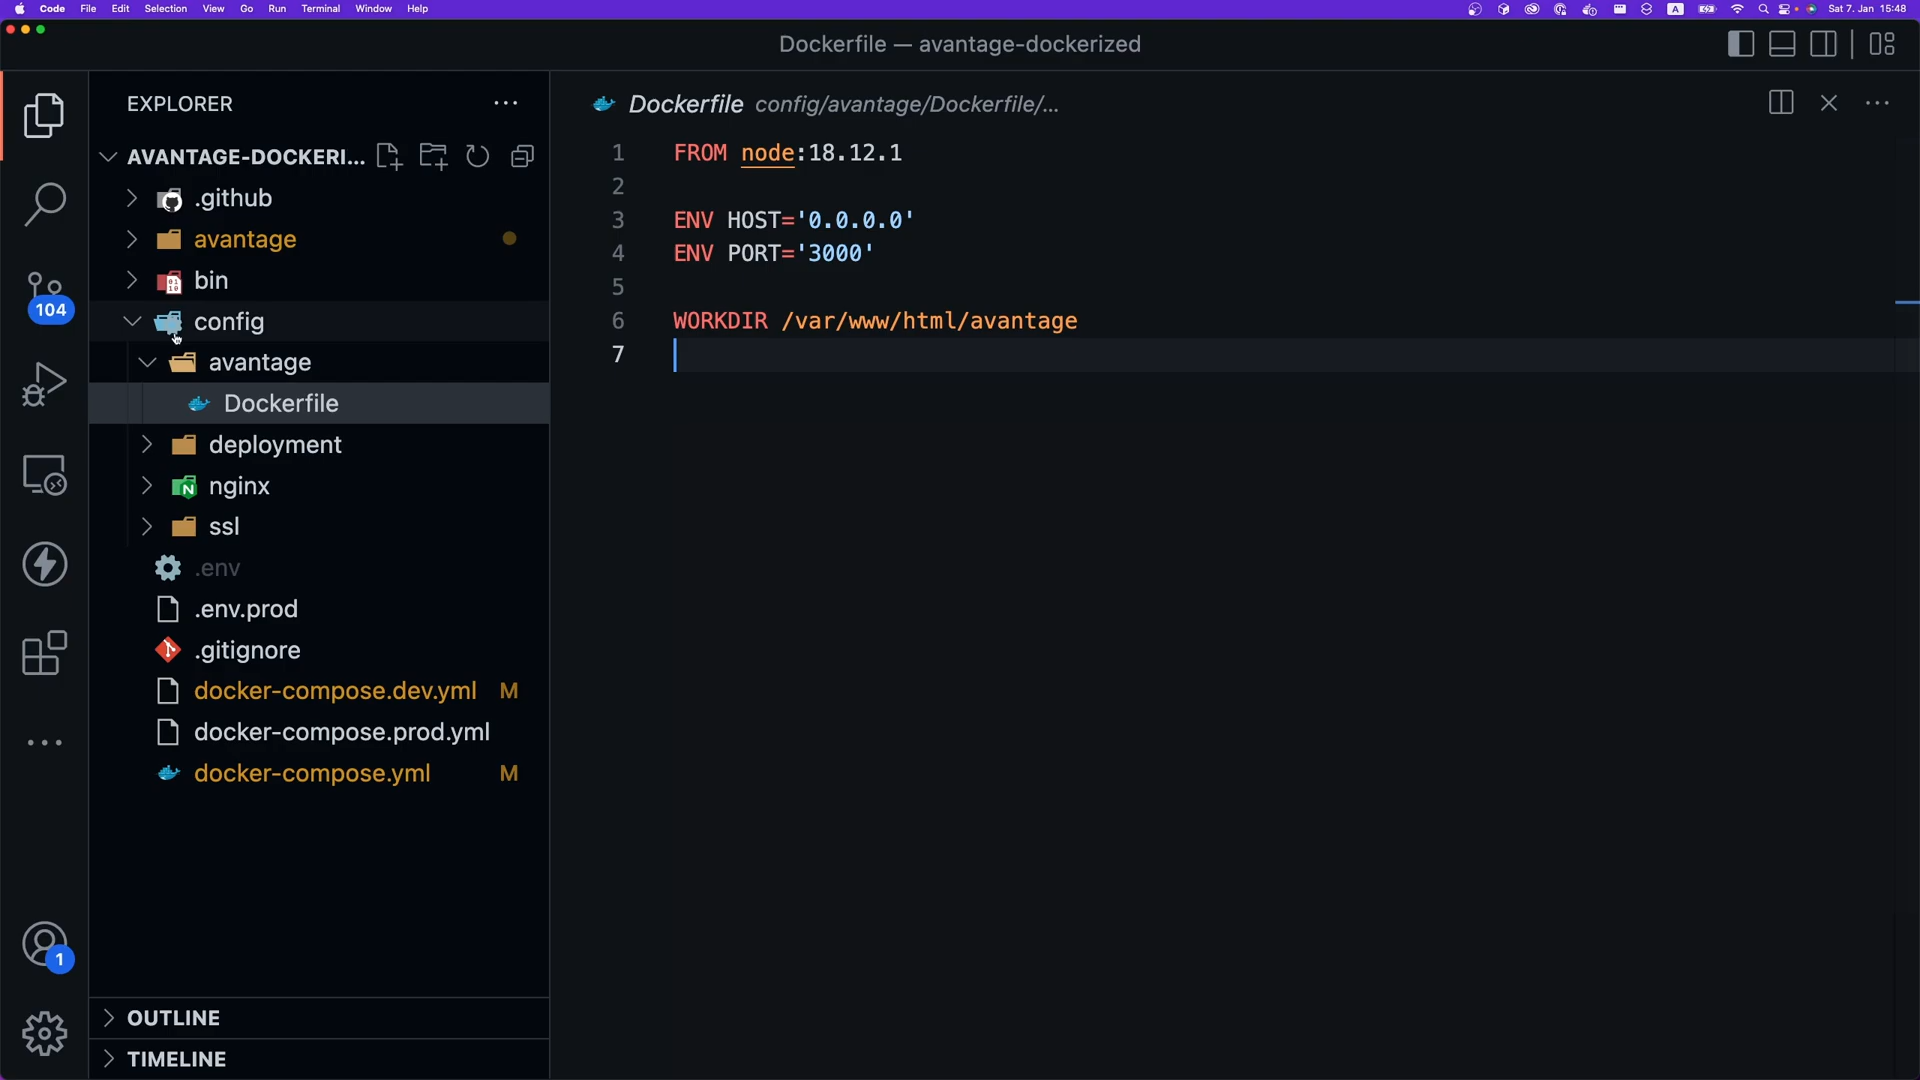 Code File Edit Selection View Go Run Terminal Window Help
A
Sat 7. Jan 15:48
Dockerfile — avantage-dockerized
EXPLORER
AVANTAGE-DOCKERI...
.github
avantage
bin
config
avantage
Dockerfile
deployment
nginx
ssl
.env
.env.prod
.gitignore
docker-compose.dev.yml M
docker-compose.prod.yml
docker-compose.yml M
OUTLINE
TIMELINE
104
1
Dockerfile config/avantage/Dockerfile/...
1 FROM node:18.12.1
2
3 ENV HOST='0.0.0.0'
4 ENV PORT='3000'
5
6 WORKDIR /var/www/html/avantage
7